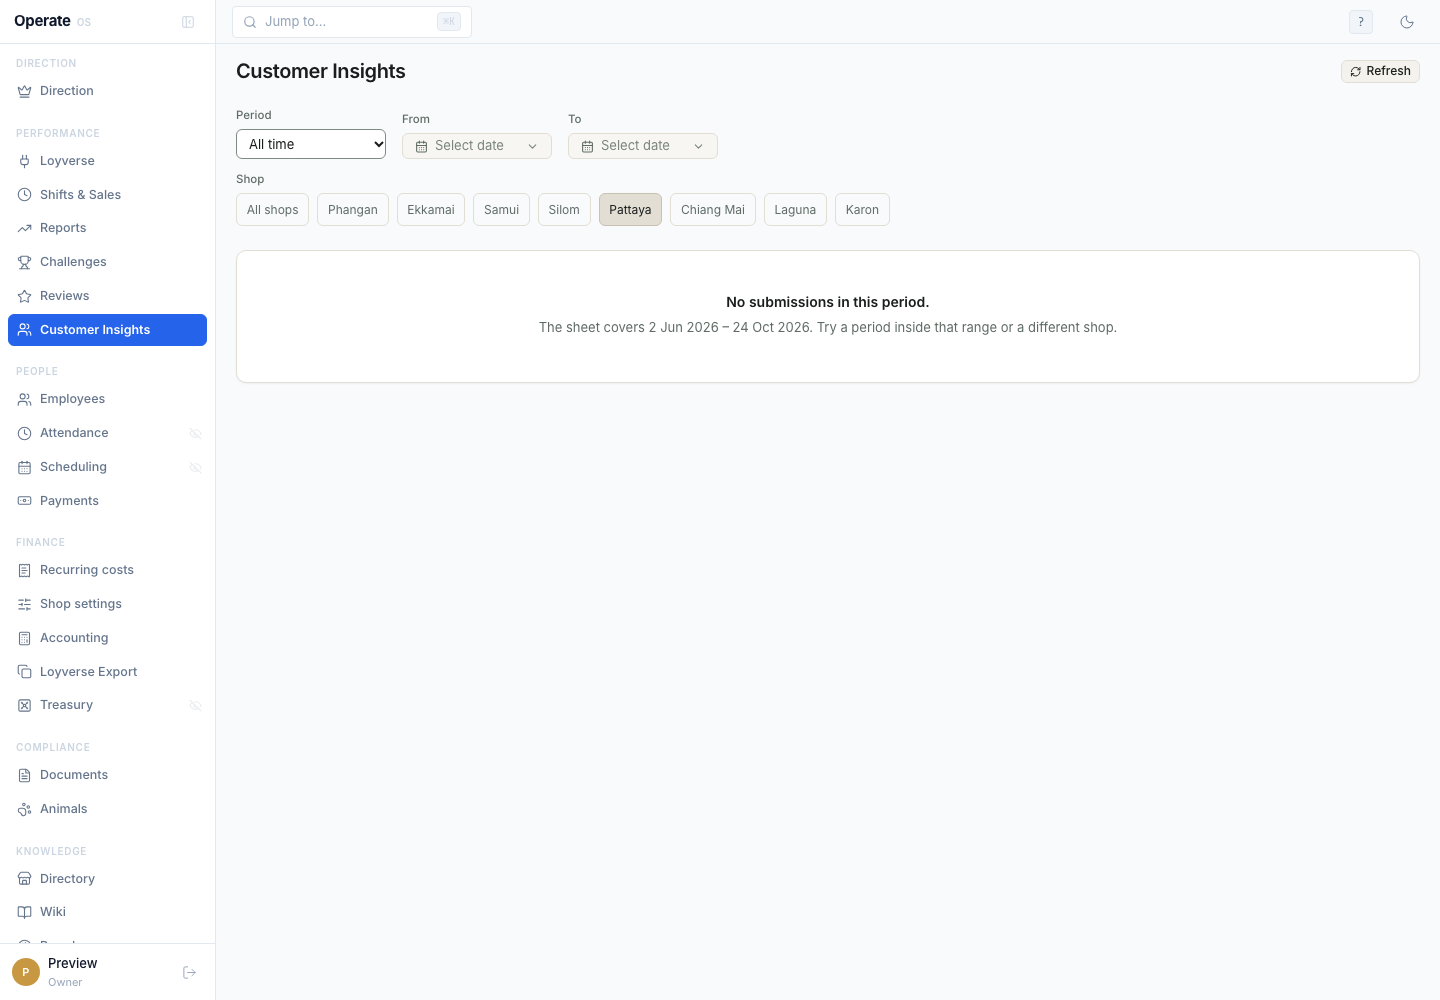 Operate OS
Jump to...
⌘K
?
DIRECTION
Direction
PERFORMANCE
Loyverse
Shifts & Sales
Reports
Challenges
Reviews
Customer Insights
PEOPLE
Employees
Attendance
Scheduling
Payments
FINANCE
Recurring costs
Shop settings
Accounting
Loyverse Export
Treasury
COMPLIANCE
Documents
Animals
KNOWLEDGE
Directory
Wiki
P
Preview
Owner
Customer Insights
Refresh
Period
From
To
All time
Select date
Select date
Shop
All shops
Phangan
Ekkamai
Samui
Silom
Pattaya
Chiang Mai
Laguna
Karon
No submissions in this period.
The sheet covers 2 Jun 2026 – 24 Oct 2026. Try a period inside that range or a different shop.